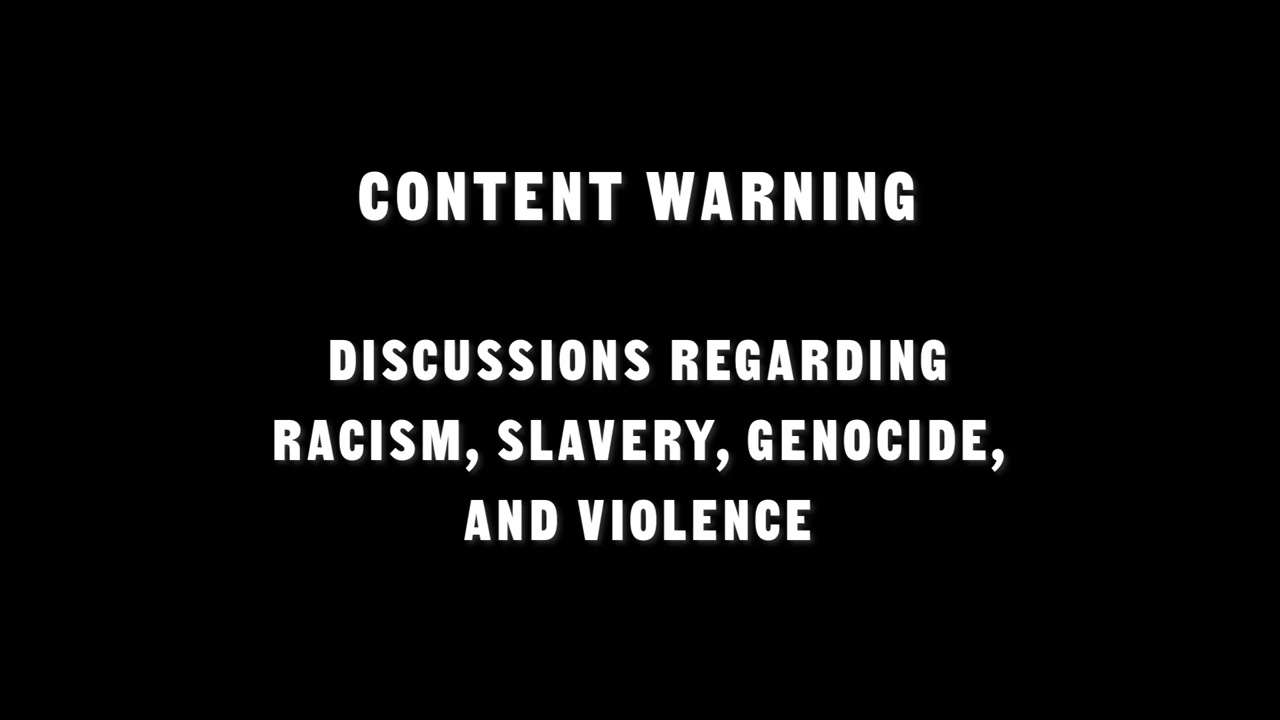 CONTENT WARNING
DISCUSSIONS REGARDING
RACISM, SLAVERY, GENOCIDE,
AND VIOLENCE